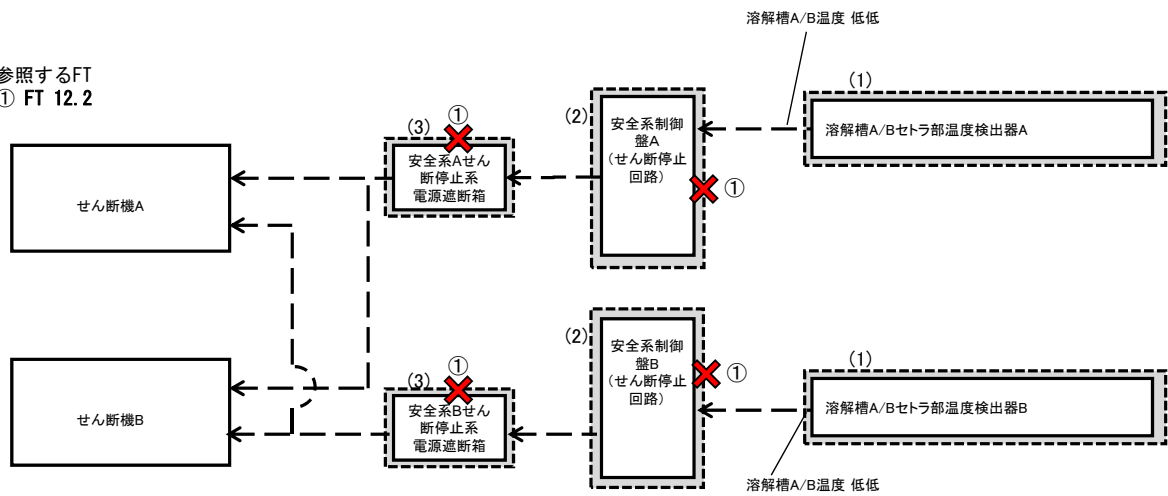 溶解槽A/B温度 低低
参照するFT
① FT 12.2
(1)
溶解槽A/Bセトラ部温度検出器A
(2)
安全系制御
盤A
(せん断停止
回路)
①
(3)
①
安全系Aせん
断停止系
電源遮断箱
せん断機A
(2)
安全系制御
盤B
(せん断停止
回路)
①
(1)
溶解槽A/Bセトラ部温度検出器B
(3)
①
安全系Bせん
断停止系
電源遮断箱
せん断機B
溶解槽A/B温度 低低